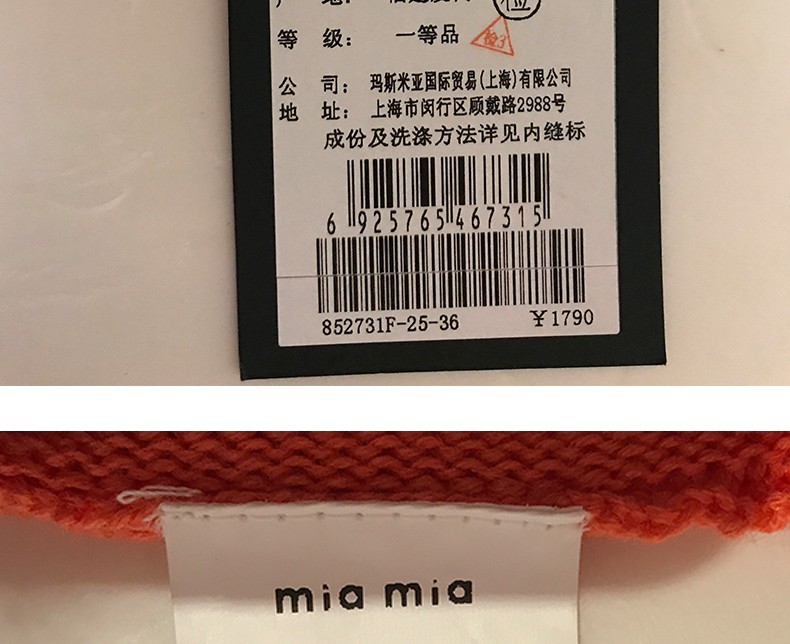 地：
检
等 级： 一等品
公 司： 玛斯米亚国际贸易(上海)有限公司
地 址： 上海市闵行区顾戴路2988号
成份及洗涤方法详见内缝标
6 925765 467315
852731F-25-36 ¥1790
mia mia